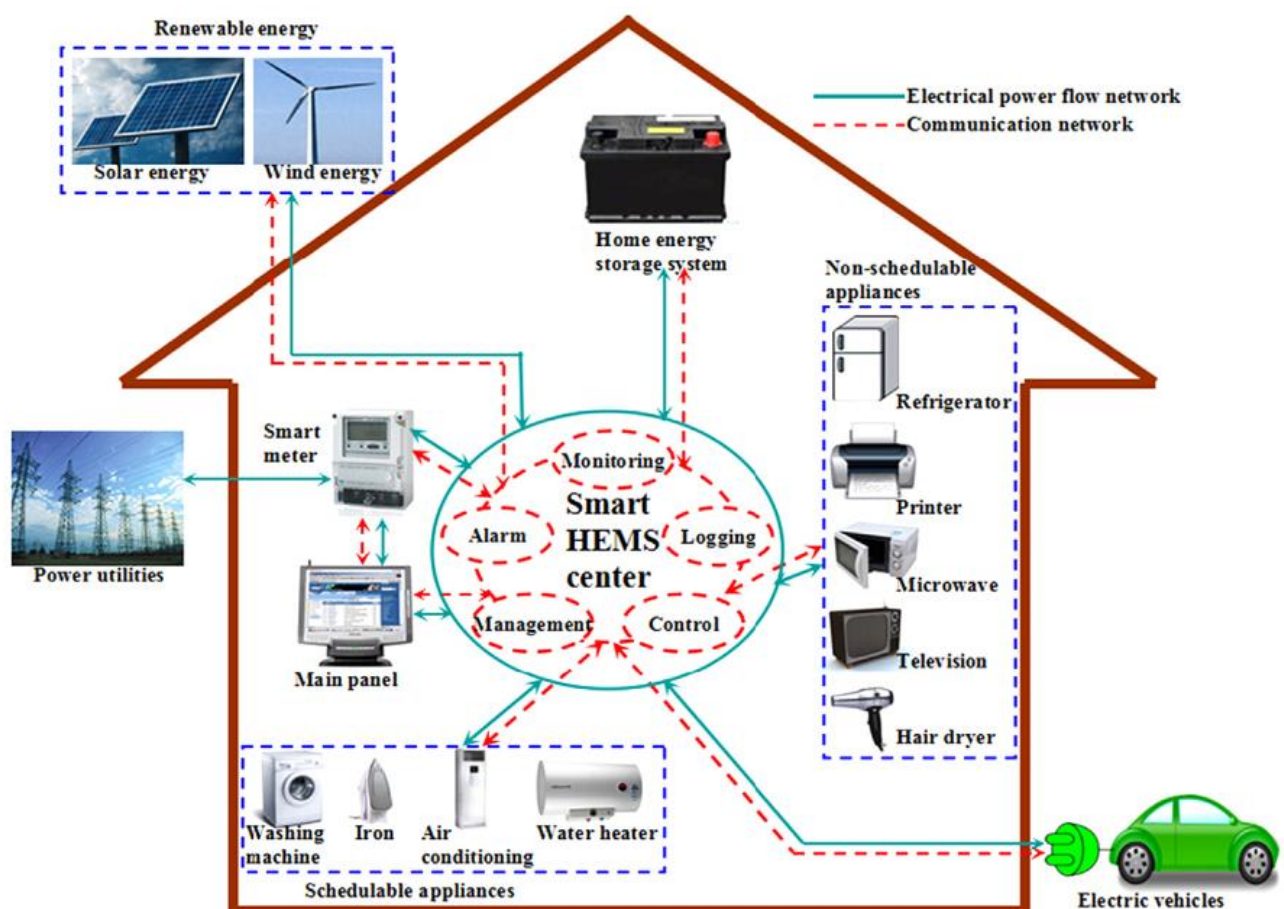 Renewable energy
Solar energy
Wind energy
Electrical power flow network
Communication network
Home energy
storage system
Non-schedulable
appliances
Refrigerator
Printer
Microwave
Television
Hair dryer
Smart
meter
Power utilities
Main panel
Monitoring
Alarm
Smart
HEMS
center
Logging
Management
Control
Washing
machine
Iron
Air
conditioning
Water heater
Schedulable appliances
Electric vehicles